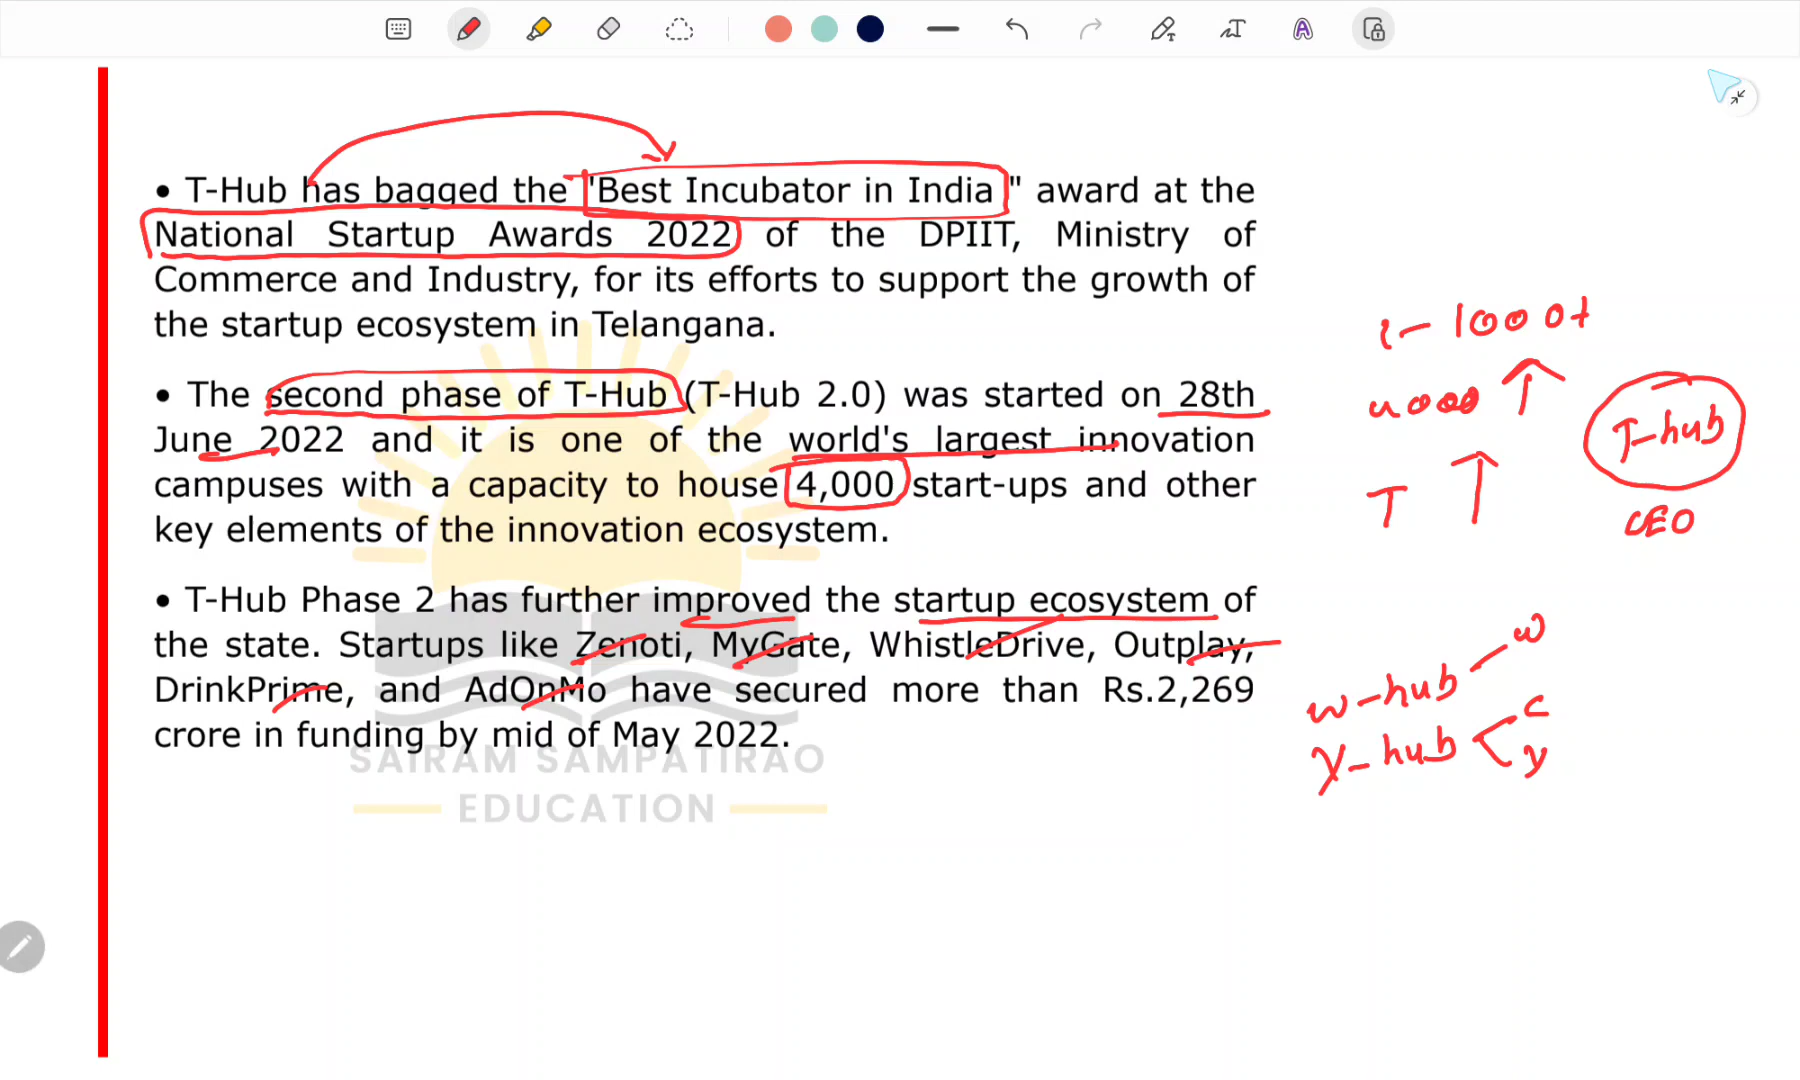 • T-Hub has bagged the 'Best Incubator in India " award at the
National Startup Awards 2022 of the DPIIT, Ministry of
Commerce and Industry, for its efforts to support the growth of
the startup ecosystem in Telangana.
• The second phase of T-Hub (T-Hub 2.0) was started on 28th
June 2022 and it is one of the world's largest innovation
campuses with a capacity to house 4,000 start-ups and other
key elements of the innovation ecosystem.
• T-Hub Phase 2 has further improved the startup ecosystem of
the state. Startups like Zenoti, MyGate, WhistleDrive, Outplay,
DrinkPrime, and AdOnMo have secured more than Rs.2,269
crore in funding by mid of May 2022.
SAIRAM SAMPATIRAO
EDUCATION
1000+
4000
T-hub
T
CEO
W-hub
W
Y-hub
C
Y